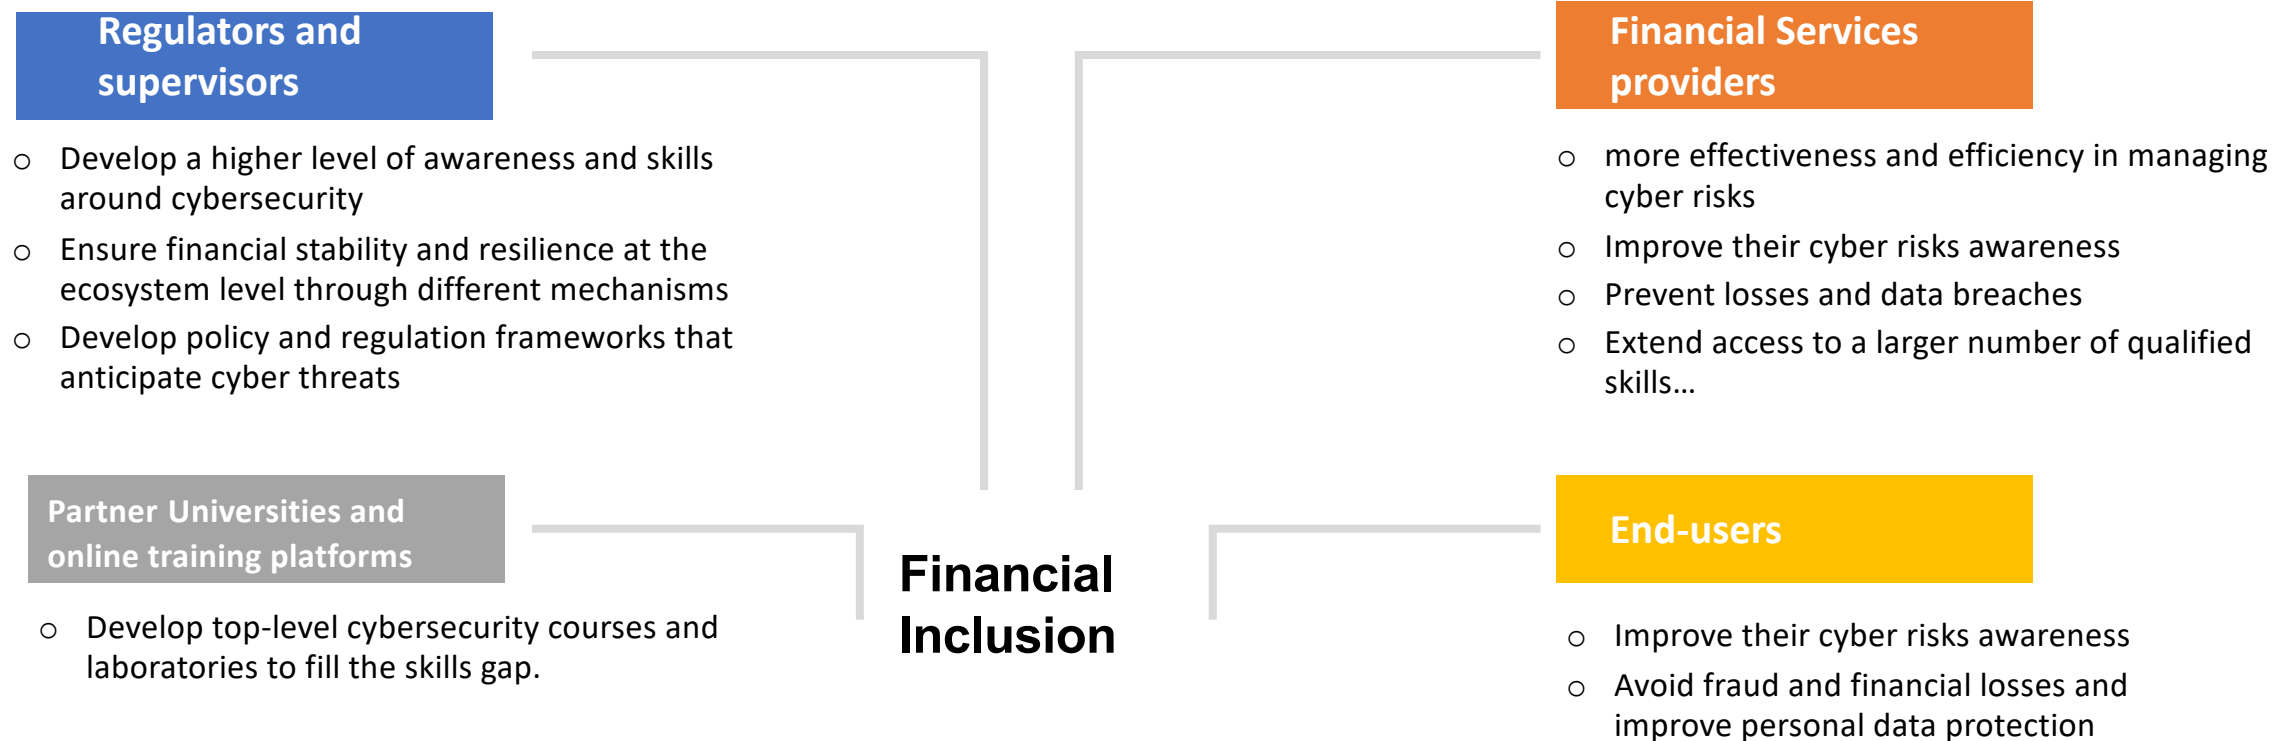 Regulators and
supervisors
o Develop a higher level of awareness and skills
around cybersecurity
o Ensure financial stability and resilience at the
ecosystem level through different mechanisms
o Develop policy and regulation frameworks that
anticipate cyber threats
Financial Services
providers
o more effectiveness and efficiency in managing
cyber risks
o Improve their cyber risks awareness
o Prevent losses and data breaches
o Extend access to a larger number of qualified
skills…
Partner Universities and
online training platforms
o Develop top-level cybersecurity courses and
laboratories to fill the skills gap.
Financial
Inclusion
End-users
o Improve their cyber risks awareness
o Avoid fraud and financial losses and
improve personal data protection